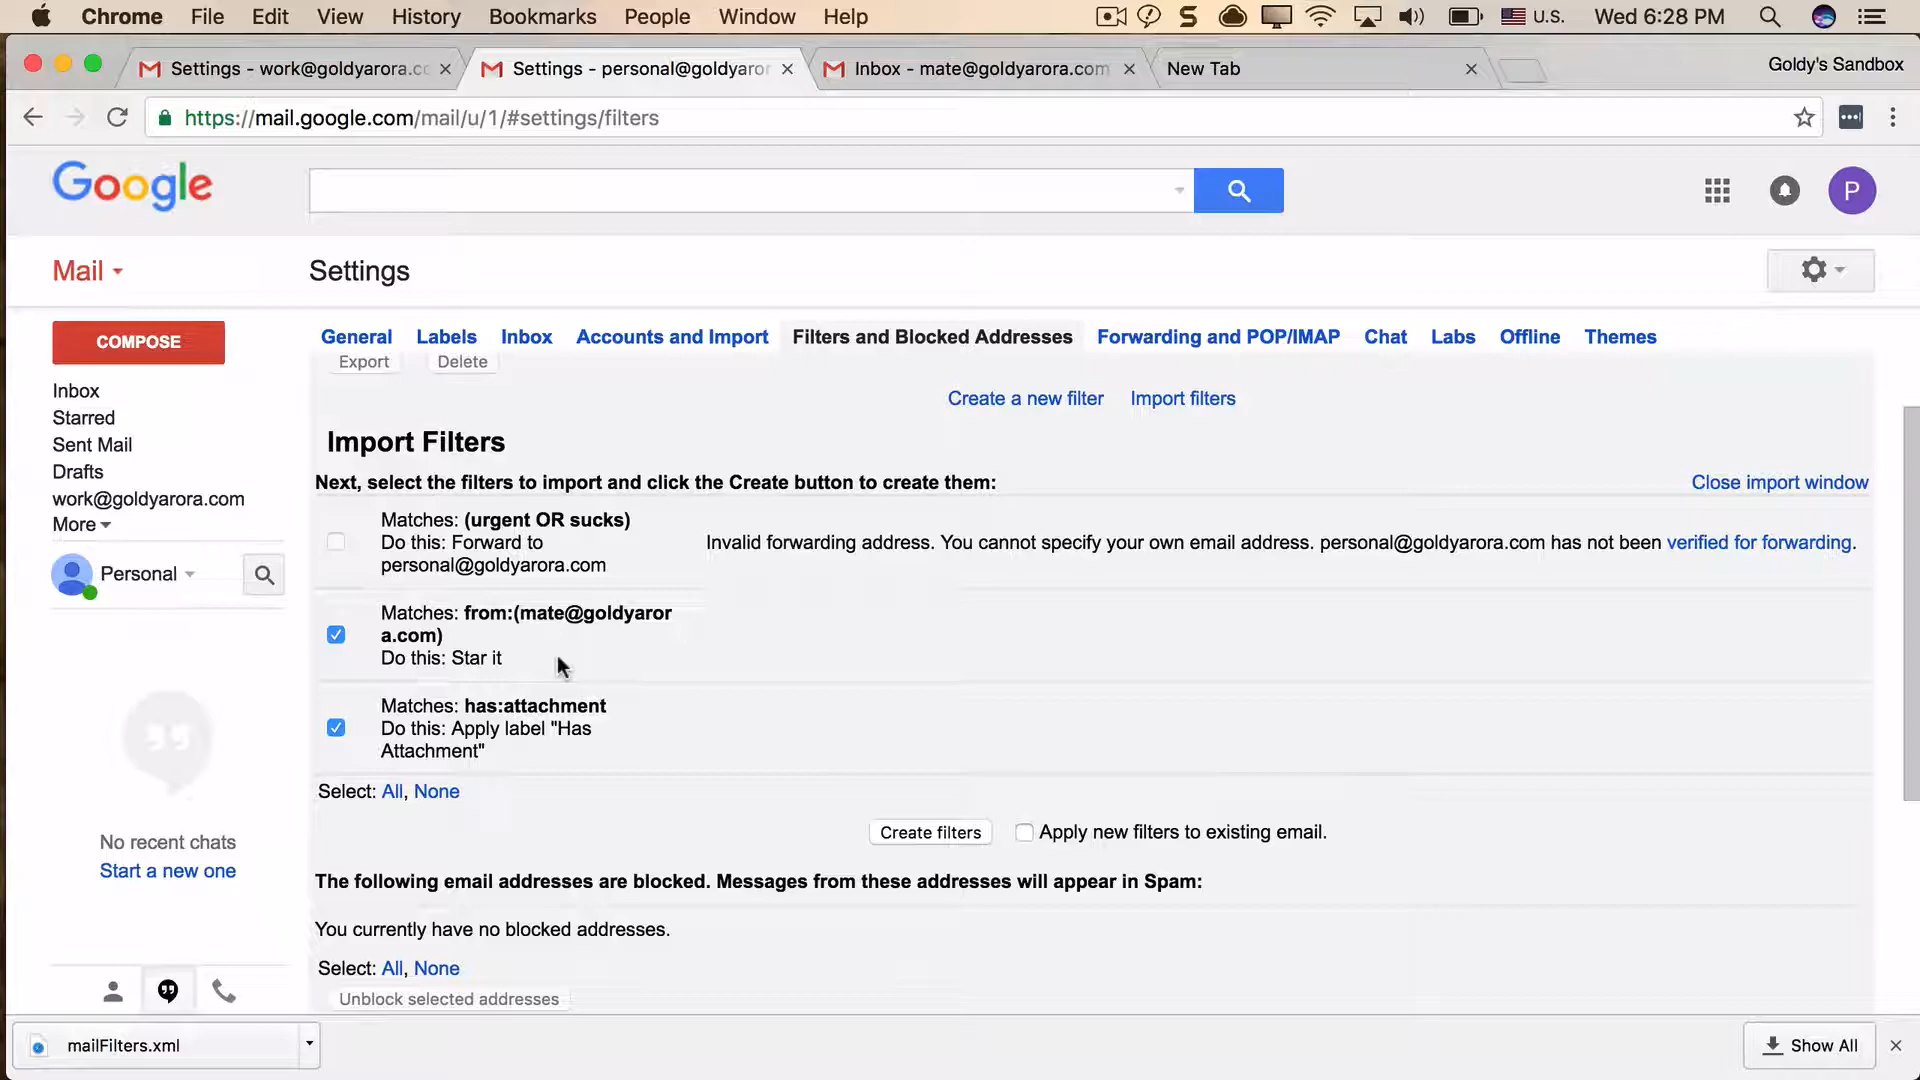 Chrome File Edit View History Bookmarks People Window Help U.S. Wed 6:28 PM
Settings - work@goldyarora.cc Settings - personal@goldyaror Inbox - mate@goldyarora.com New Tab Goldy's Sandbox
https://mail.google.com/mail/u/1/#settings/filters
Google P
Mail Settings
COMPOSE
General Labels Inbox Accounts and Import Filters and Blocked Addresses Forwarding and POP/IMAP Chat Labs Offline Themes
Export Delete
Inbox
Starred
Sent Mail
Drafts
work@goldyarora.com
More
Personal
No recent chats
Start a new one
Create a new filter Import filters
Import Filters
Next, select the filters to import and click the Create button to create them: Close import window
Matches: (urgent OR sucks)
Do this: Forward to
personal@goldyarora.com
Invalid forwarding address. You cannot specify your own email address. personal@goldyarora.com has not been verified for forwarding.
Matches: from:(mate@goldyaror
a.com)
Do this: Star it
Matches: has:attachment
Do this: Apply label "Has
Attachment"
Select: All, None
Create filters Apply new filters to existing email.
The following email addresses are blocked. Messages from these addresses will appear in Spam:
You currently have no blocked addresses.
Select: All, None
Unblock selected addresses
mailFilters.xml Show All